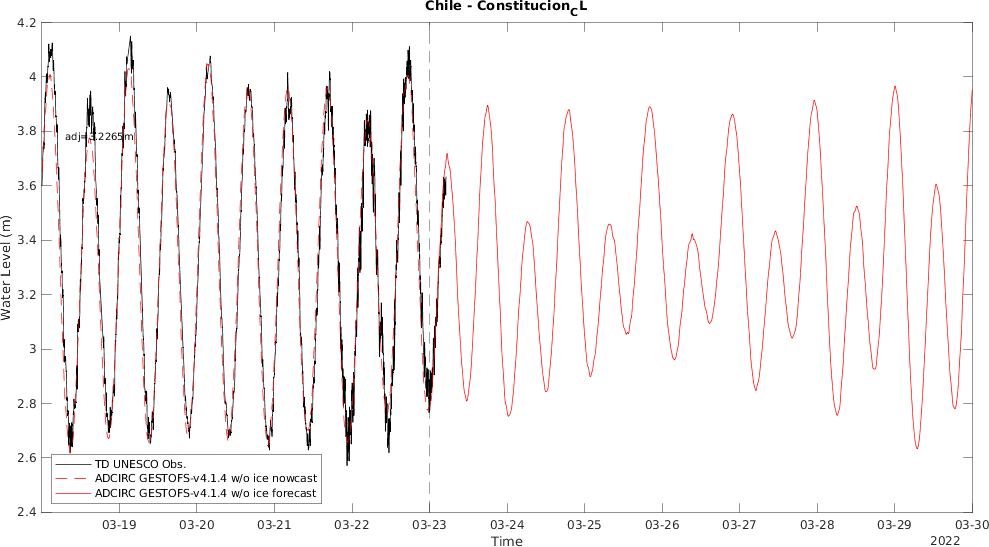 Chile - Constitucion_CL
4.2
4
3.8
3.6
3.4
3.2
3
2.8
2.6
2.4
Water Level (m)
adj=3.2265m
TD UNESCO Obs.
ADCIRC GESTOFS-v4.1.4 w/o ice nowcast
ADCIRC GESTOFS-v4.1.4 w/o ice forecast
03-19 03-20 03-21 03-22 03-23 03-24 03-25 03-26 03-27 03-28 03-29 03-30
Time
2022